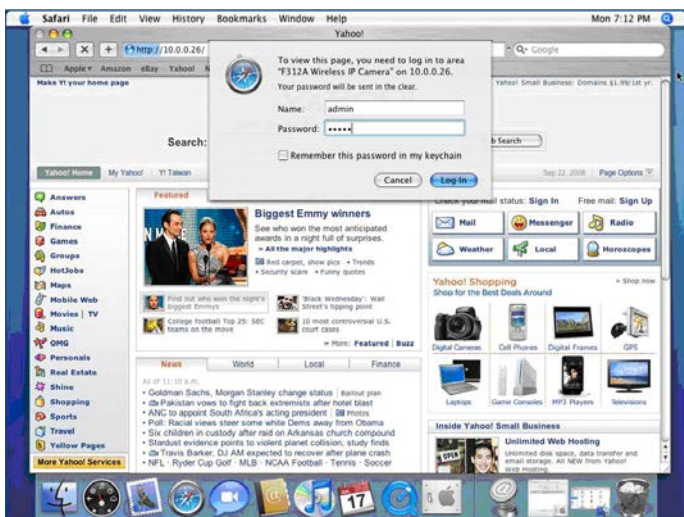 Safari File Edit View History Bookmarks Window Help Mon 7:12 PM
Yahoo!
http://10.0.0.26/
Google
Apple Amazon eBay Yahoo!
To view this page, you need to log in to area
"F312A Wireless IP Camera" on 10.0.0.26.
Your password will be sent in the clear.
Name: admin
Password: •••••
Remember this password in my keychain
Cancel Log In
Make Y! your home page
Yahoo! Small Business: Domains $1.99/1st yr.
Search:
b Search
Yahoo! Home My Yahoo! Y! Taiwan
Sep 22, 2008 Page Options
Answers
Autos
Finance
Games
Groups
HotJobs
Maps
Mobile Web
Movies | TV
Music
OMG
Personals
Real Estate
Shine
Shopping
Sports
Travel
Yellow Pages
More Yahoo! Services
Featured
Biggest Emmy winners
See who won the most anticipated
awards in a night full of surprises.
» All the major highlights
Red carpet, show pics • Trends
• Security scare • Funny quotes
Find out who won the night's
biggest Emmys
'Black Wednesday': Wall
Street's tipping point
College football Top 25: SEC
teams on the move
10 most controversial U.S.
court cases
» More: Featured | Buzz
News World Local Finance
As of 11:10 a.m.
• Goldman Sachs, Morgan Stanley change status | Bailout plan
• Pakistan vows to fight back extremists after hotel blast
• ANC to appoint South Africa's acting president | Photos
• Poll: Racial views steer some white Dems away from Obama
• Six children in custody after raid on Arkansas church compound
• Stardust evidence points to violent planet collision, study finds
• Travis Barker, DJ AM expected to recover after plane crash
• NFL · Ryder Cup Golf · MLB · NCAA Football · Tennis · Soccer
Check your mail status: Sign In Free mail: Sign Up
Mail Messenger Radio
Weather Local Horoscopes
Yahoo! Shopping » Shop now
Shop for the Best Deals Around
Digital Cameras Cell Phones Digital Frames GPS
Laptops Game Consoles MP3 Players Televisions
Inside Yahoo! Small Business
Unlimited Web Hosting
Unlimited disk space, data transfer and
email storage. All NEW from Yahoo!
Web Hosting.
JUL
17